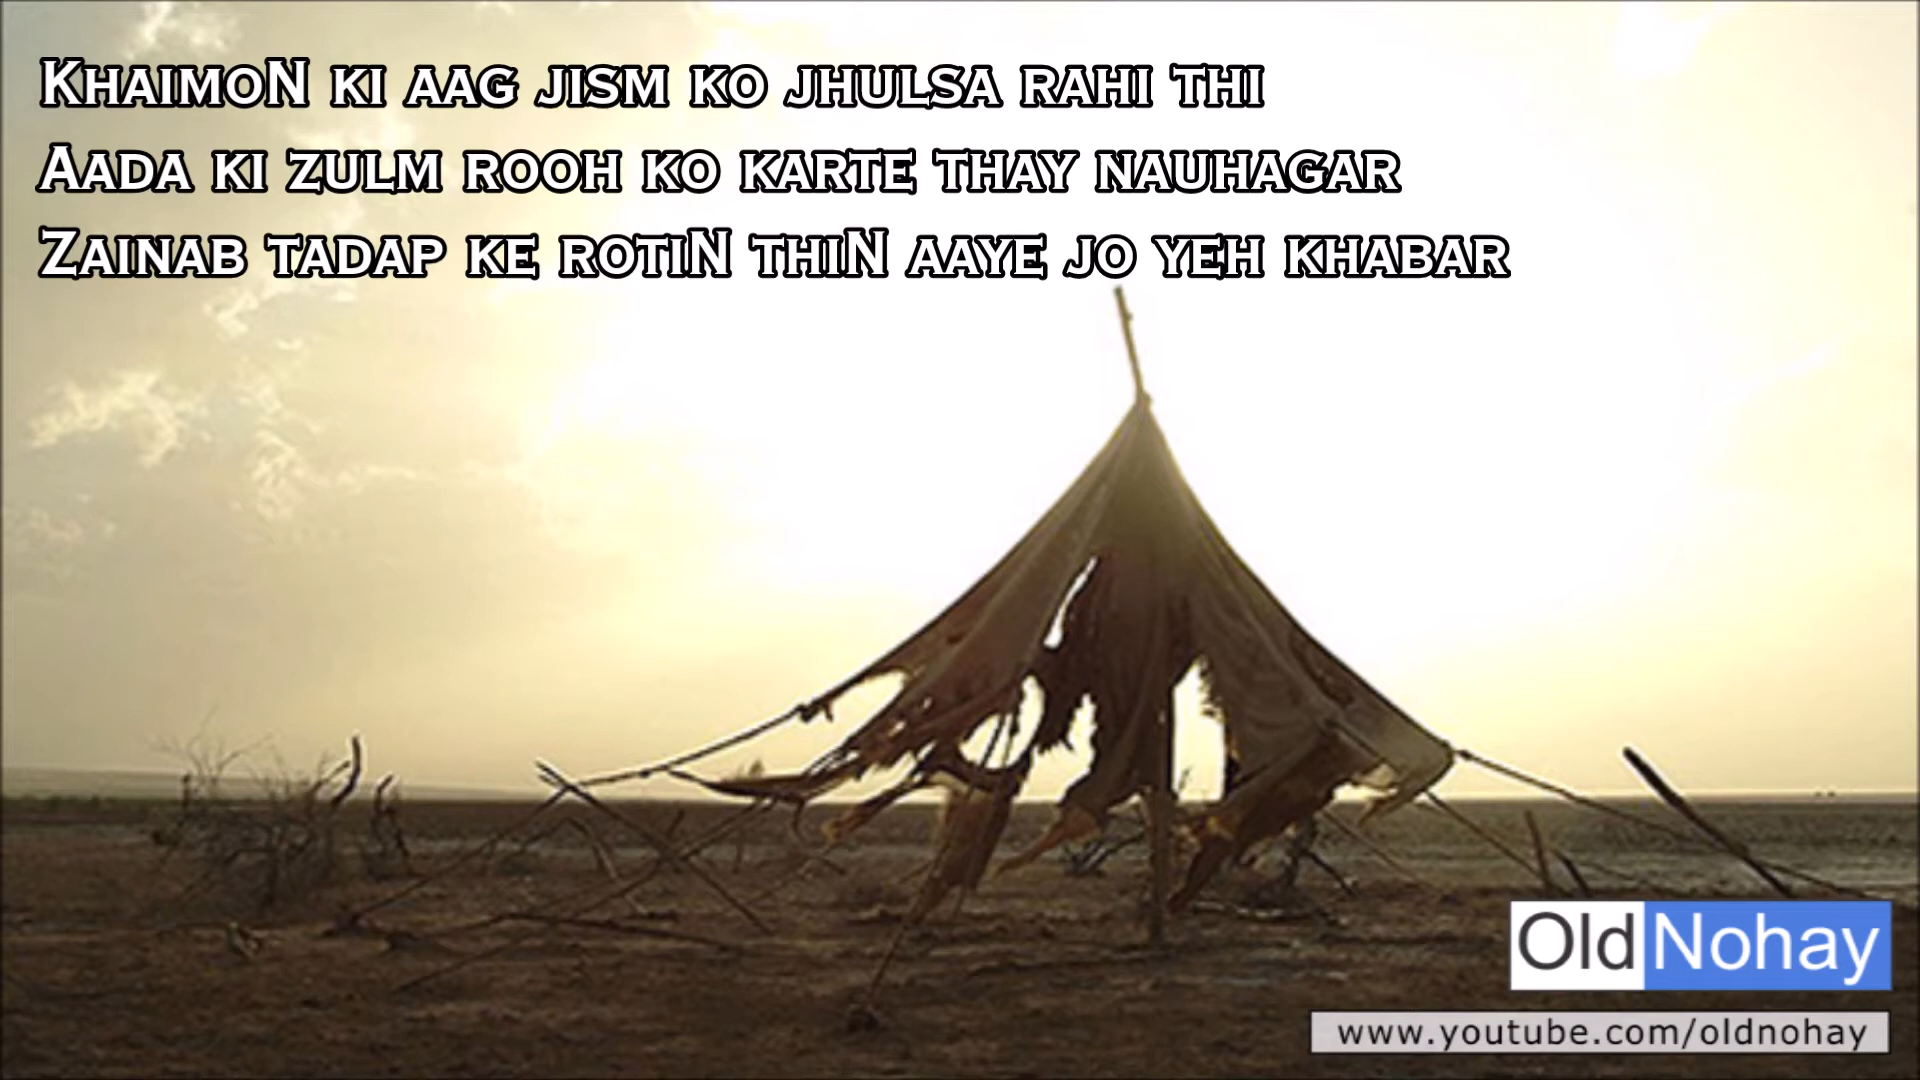 KhaimoN ki aag jism ko jhulsa rahi thi
Aada ki zulm rooh ko karte thay nauhagar
Zainab tadap ke rotiN thiN aaye jo yeh khabar
OldNohay
www.youtube.com/oldnohay